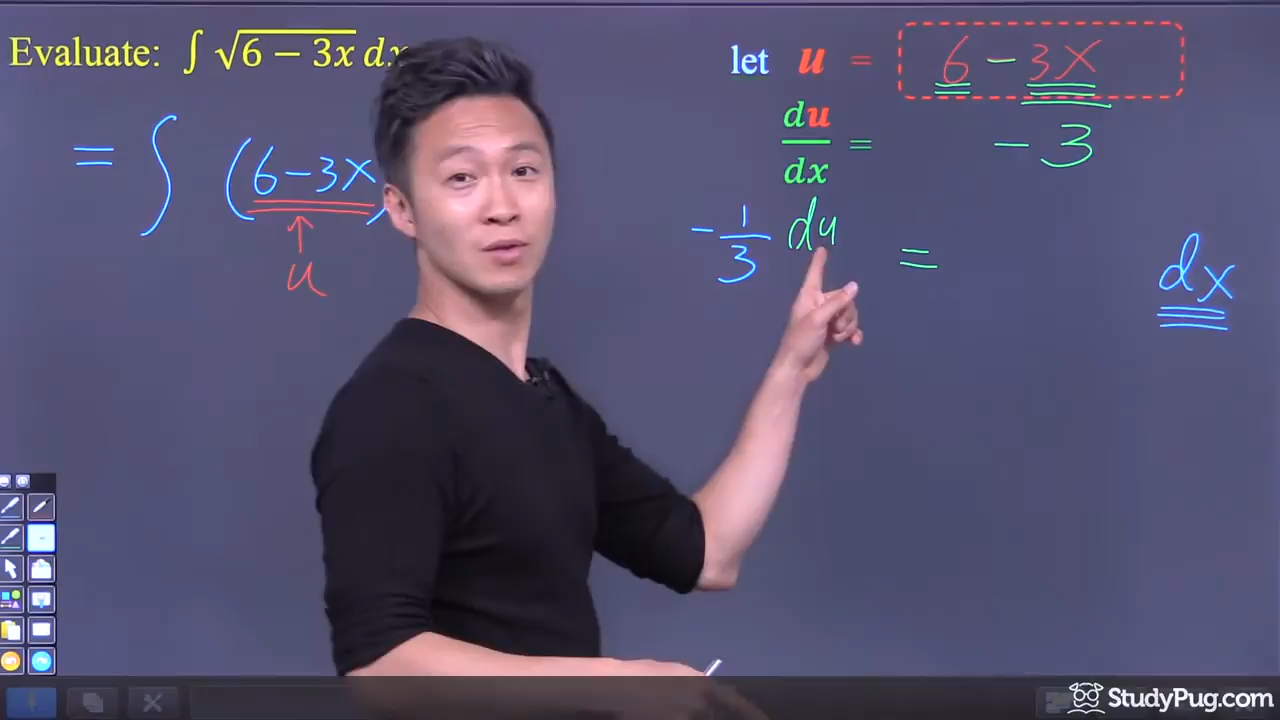 Evaluate: ∫ √(6 − 3x) dx
= ∫ (6−3x)
↑
u
let u = 6 − 3x
du/dx = −3
−1/3 du = dx
StudyPug.com